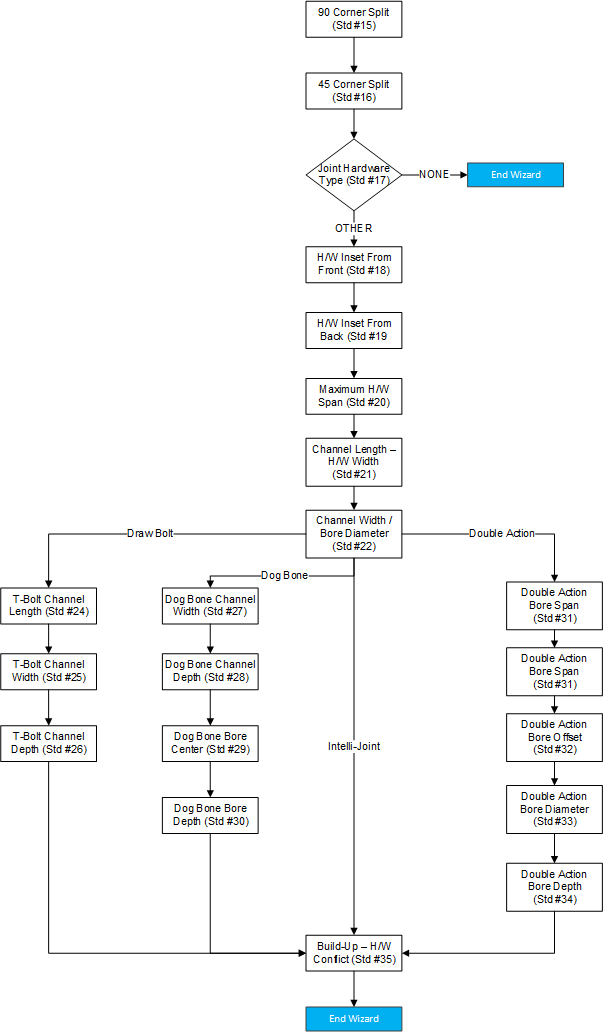 90 Corner Split
(Std #15)
45 Corner Split
(Std #16)
Joint Hardware
Type (Std #17)
NONE
End Wizard
OTHER
H/W Inset From
Front (Std #18)
H/W Inset From
Back (Std #19
Maximum H/W
Span (Std #20)
Channel Length –
H/W Width
(Std #21)
Channel Width /
Bore Diameter
(Std #22)
Draw Bolt
Double Action
Dog Bone
T-Bolt Channel
Length (Std #24)
T-Bolt Channel
Width (Std #25)
T-Bolt Channel
Depth (Std #26)
Dog Bone Channel
Width (Std #27)
Dog Bone Channel
Depth (Std #28)
Dog Bone Bore
Center (Std #29)
Dog Bone Bore
Depth (Std #30)
Intelli-Joint
Double Action
Bore Span
(Std #31)
Double Action
Bore Span
(Std #31)
Double Action
Bore Offset
(Std #32)
Double Action
Bore Diameter
(Std #33)
Double Action
Bore Depth
(Std #34)
Build-Up – H/W
Conflict (Std #35)
End Wizard